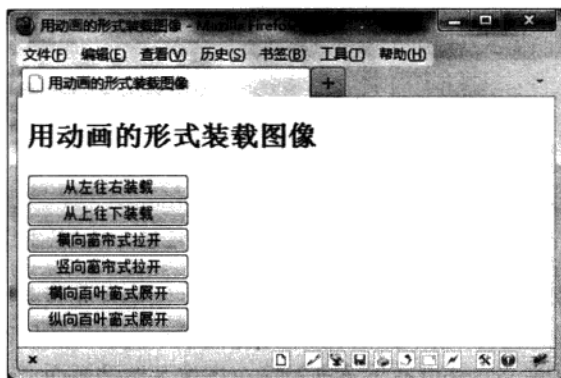 用动画的形式装载图像 - Mozilla Firefox
文件(F) 编辑(E) 查看(V) 历史(S) 书签(B) 工具(T) 帮助(H)
用动画的形式装载图像
用动画的形式装载图像
从左往右装载
从上往下装载
横向窗帘式拉开
竖向窗帘式拉开
横向百叶窗式展开
纵向百叶窗式展开